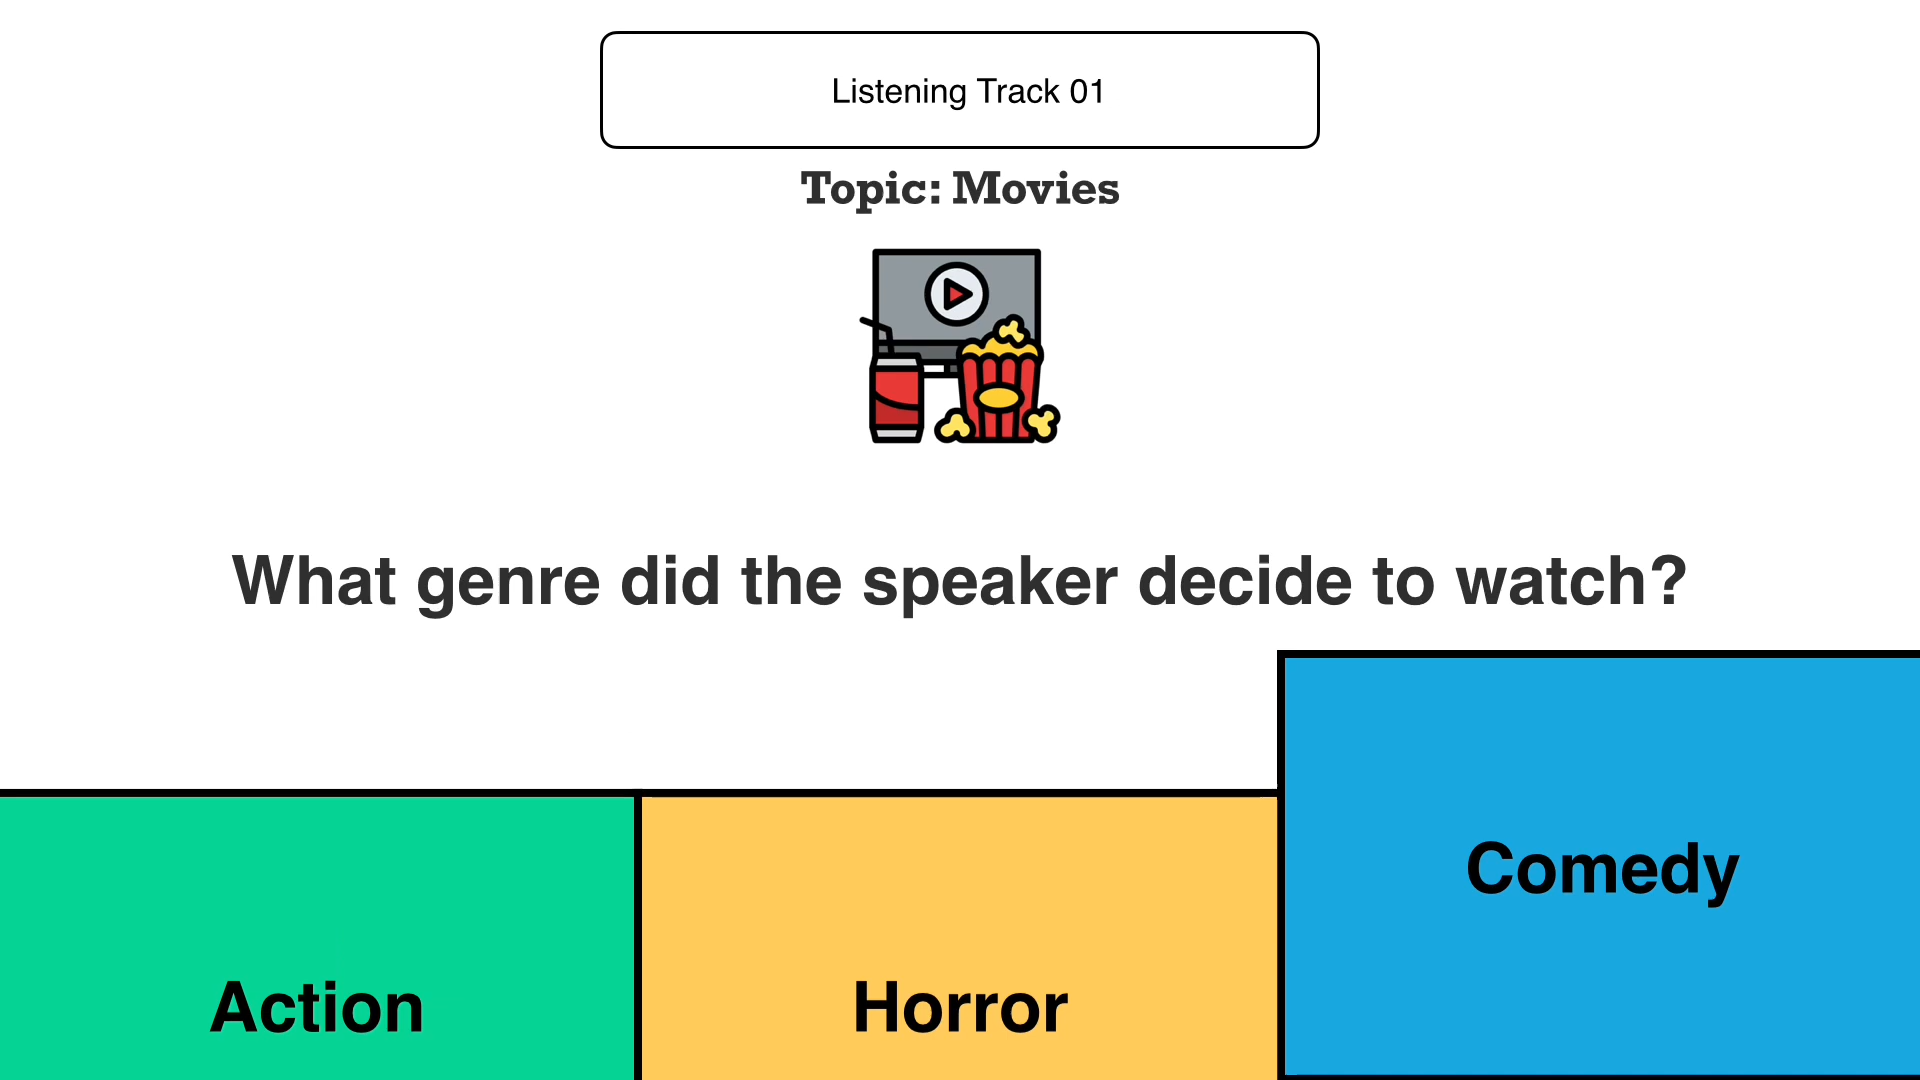 Listening Track 01
Topic: Movies
What genre did the speaker decide to watch?
Action
Horror
Comedy